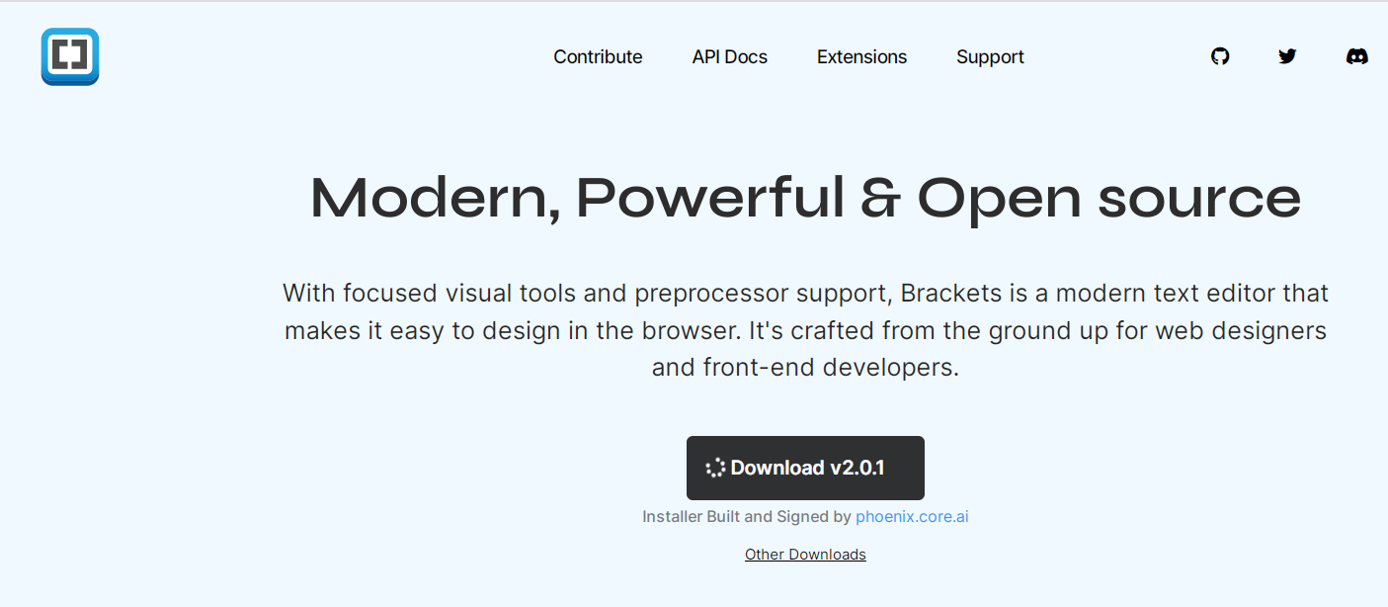 Contribute API Docs Extensions Support
Modern, Powerful & Open source
With focused visual tools and preprocessor support, Brackets is a modern text editor that
makes it easy to design in the browser. It's crafted from the ground up for web designers
and front-end developers.
Download v2.0.1
Installer Built and Signed by phoenix.core.ai
Other Downloads